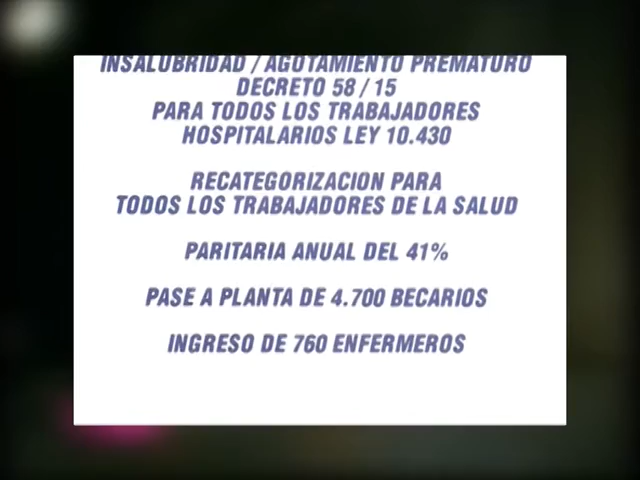 INSALUBRIDAD / AGOTAMIENTO PREMATURO
DECRETO 58 / 15
PARA TODOS LOS TRABAJADORES
HOSPITALARIOS LEY 10.430
RECATEGORIZACION PARA
TODOS LOS TRABAJADORES DE LA SALUD
PARITARIA ANUAL DEL 41%
PASE A PLANTA DE 4.700 BECARIOS
INGRESO DE 760 ENFERMEROS